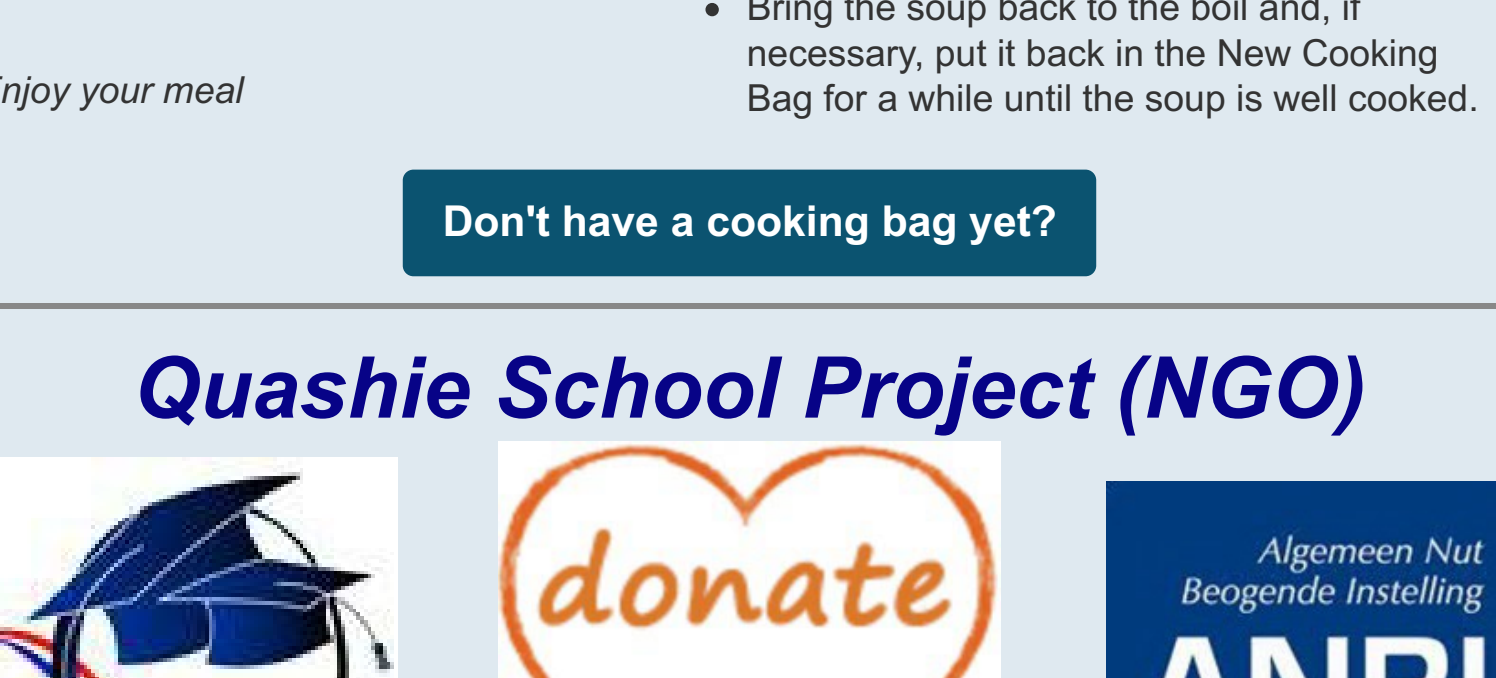 Bring the soup back to the boil and, if
necessary, put it back in the New Cooking
Bag for a while until the soup is well cooked.
njoy your meal
Don't have a cooking bag yet?
Quashie School Project (NGO)
donate
Algemeen Nut
Beogende Instelling
ANBI